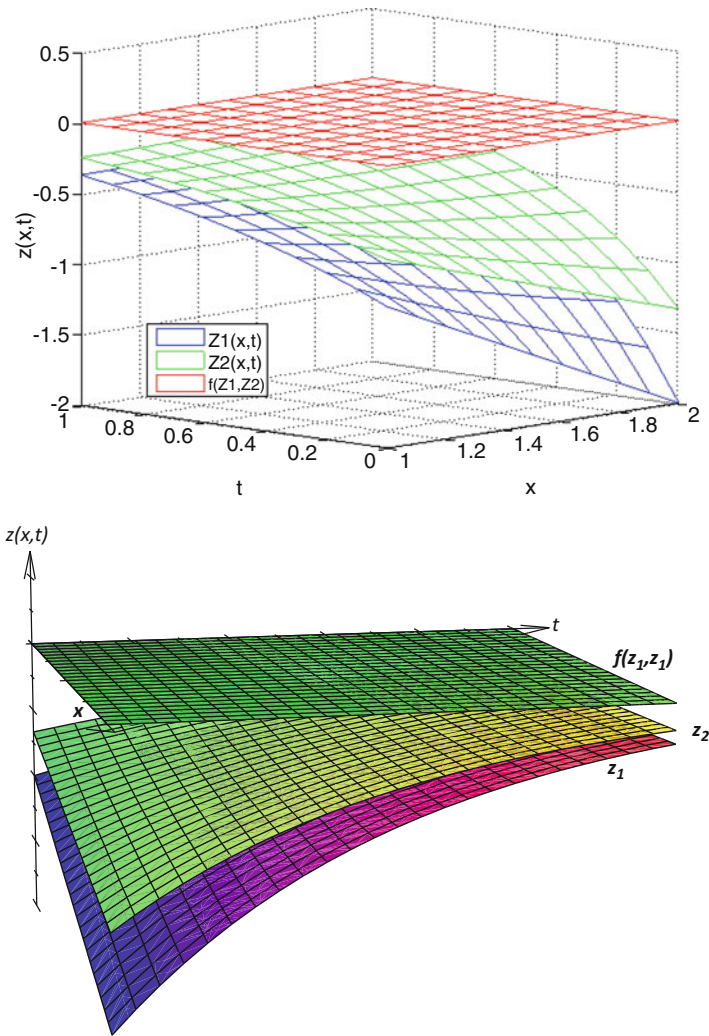 0.5
0
-0.5
-1
-1.5
-2
z(x,t)
Z1(x,t)
Z2(x,t)
f(Z1,Z2)
1 0.8 0.6 0.4 0.2 0
1 1.2 1.4 1.6 1.8 2
t x
z(x,t)
t
f(z1,z1)
x
z2
z1